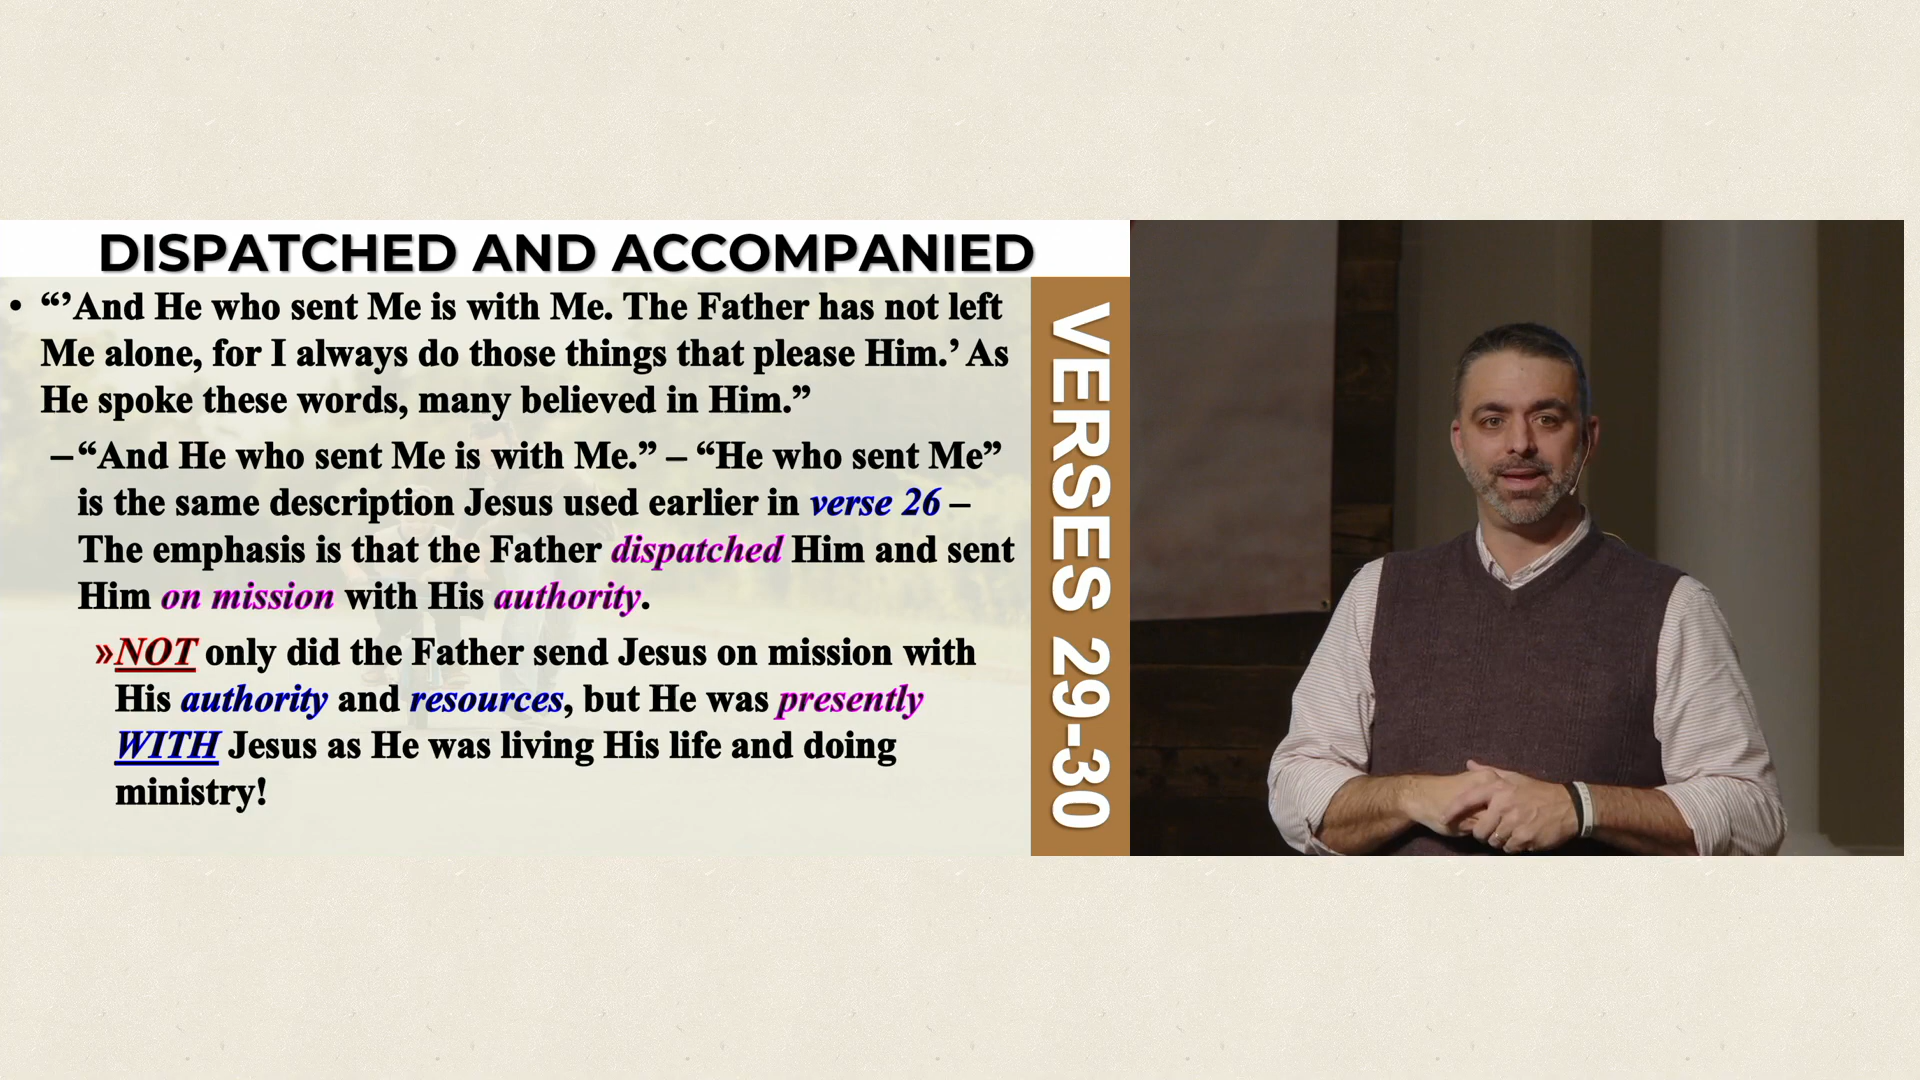 DISPATCHED AND ACCOMPANIED
• “’And He who sent Me is with Me. The Father has not left
Me alone, for I always do those things that please Him.’ As
He spoke these words, many believed in Him.”
–“And He who sent Me is with Me.” – “He who sent Me”
is the same description Jesus used earlier in verse 26 –
The emphasis is that the Father dispatched Him and sent
Him on mission with His authority.
»NOT only did the Father send Jesus on mission with
His authority and resources, but He was presently
WITH Jesus as He was living His life and doing
ministry!
VERSES 29-30